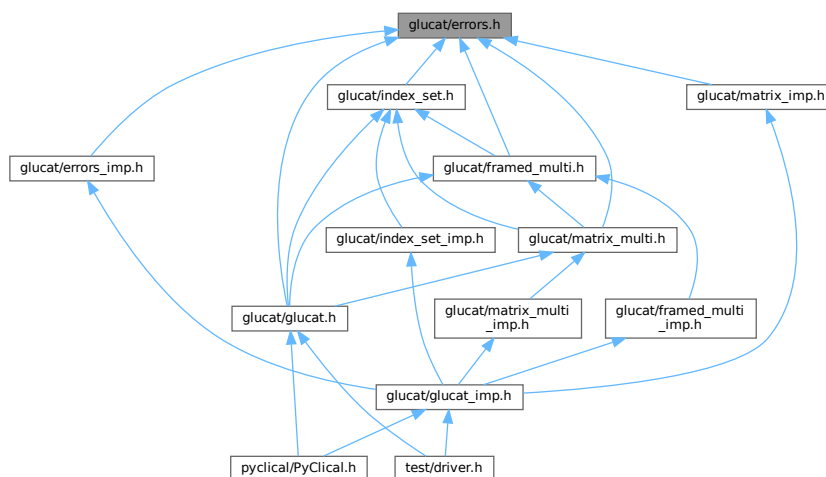 glucat/errors.h
glucat/index_set.h
glucat/matrix_imp.h
glucat/errors_imp.h
glucat/framed_multi.h
glucat/index_set_imp.h
glucat/matrix_multi.h
glucat/glucat.h
glucat/matrix_multi
_imp.h
glucat/framed_multi
_imp.h
glucat/glucat_imp.h
pyclical/PyClical.h
test/driver.h